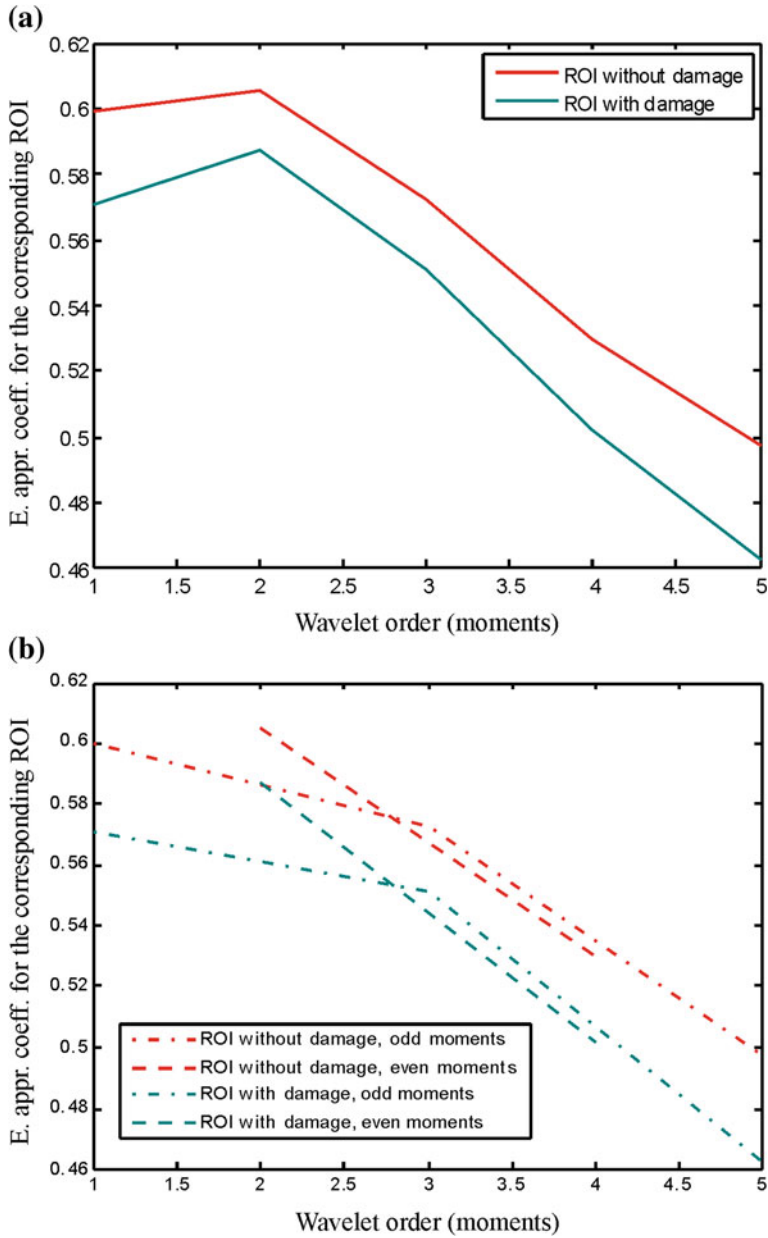 (a)
E. appr. coeff. for the corresponding ROI
0.62
0.6
0.58
0.56
0.54
0.52
0.5
0.48
0.46
ROI without damage
ROI with damage
1 1.5 2 2.5 3 3.5 4 4.5 5
Wavelet order (moments)
(b)
E. appr. coeff. for the corresponding ROI
0.62
0.6
0.58
0.56
0.54
0.52
0.5
0.48
0.46
ROI without damage, odd moments
ROI without damage, even moments
ROI with damage, odd moments
ROI with damage, even moments
1 1.5 2 2.5 3 3.5 4 4.5 5
Wavelet order (moments)